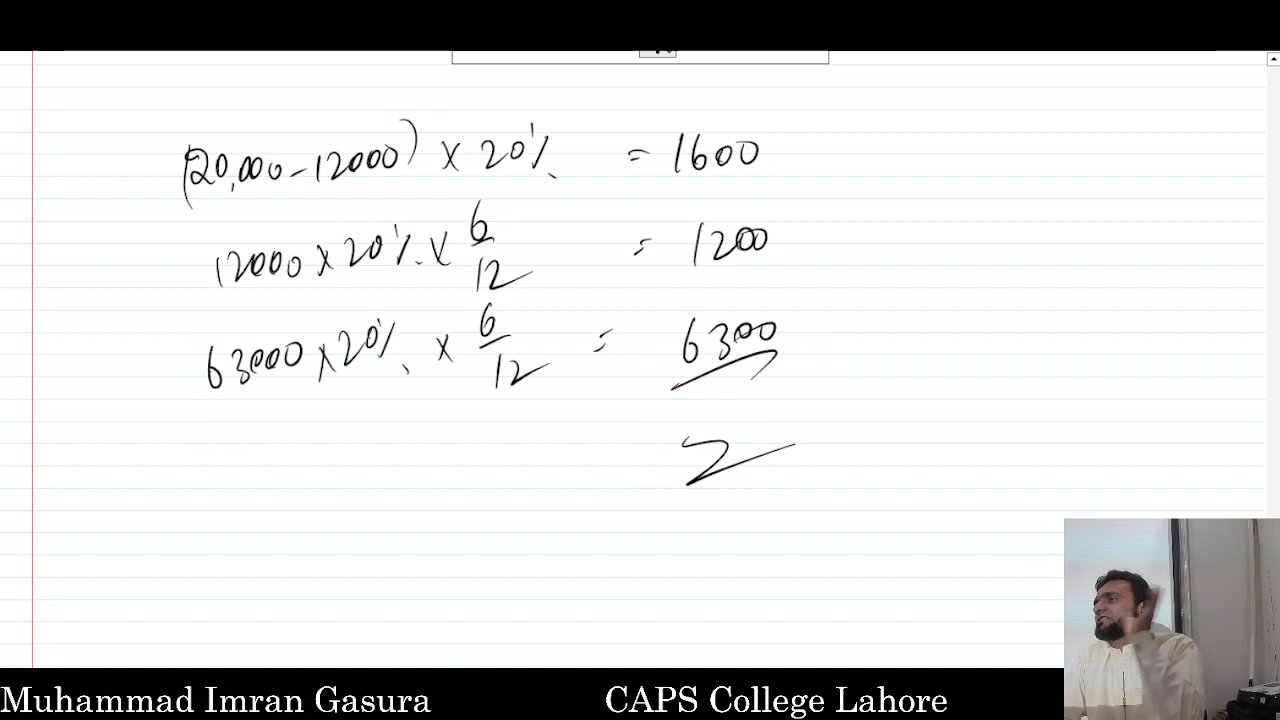 (20,000-12000) × 20% = 1600
12000 × 20% × 6/12 = 1200
63000 × 20% × 6/12 = 6300
Muhammad Imran Gasura CAPS College Lahore